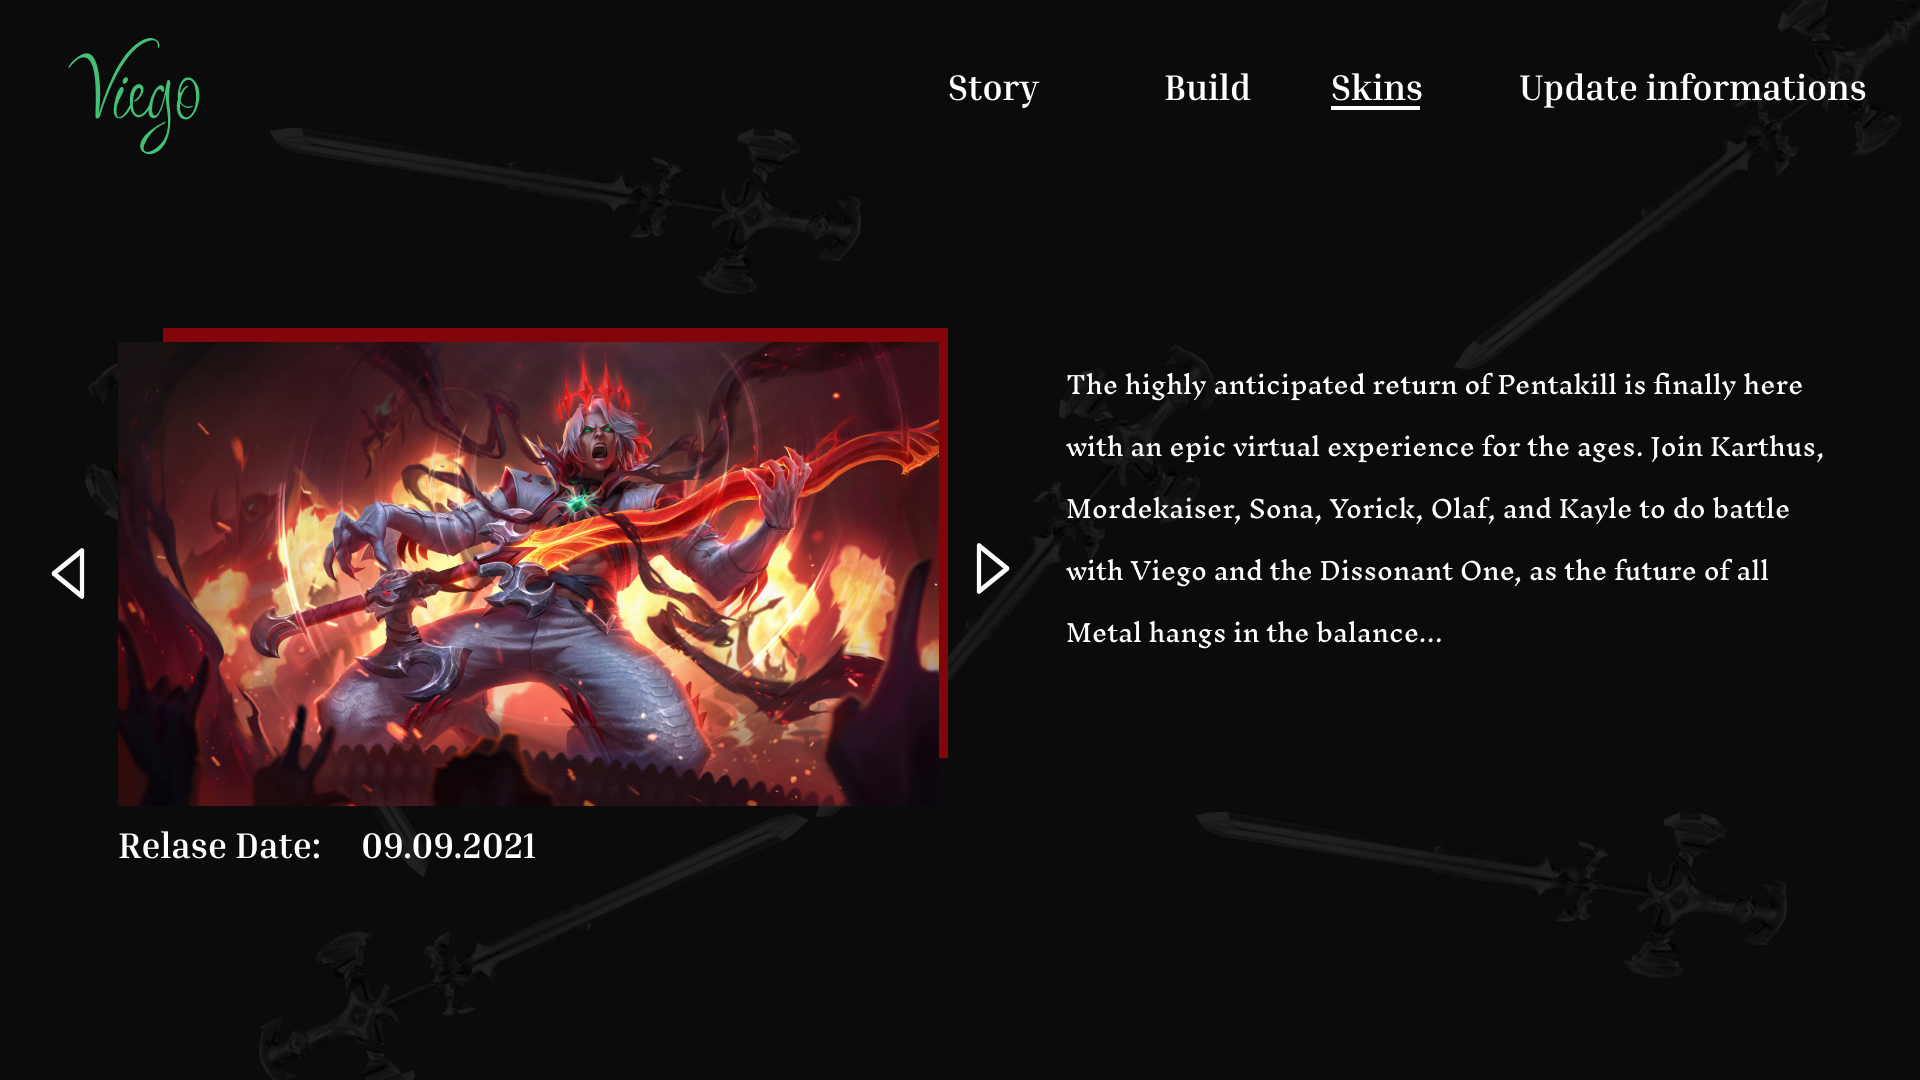 Viego
Story Build Skins Update informations
The highly anticipated return of Pentakill is finally here
with an epic virtual experience for the ages. Join Karthus,
Mordekaiser, Sona, Yorick, Olaf, and Kayle to do battle
with Viego and the Dissonant One, as the future of all
Metal hangs in the balance...
Relase Date: 09.09.2021